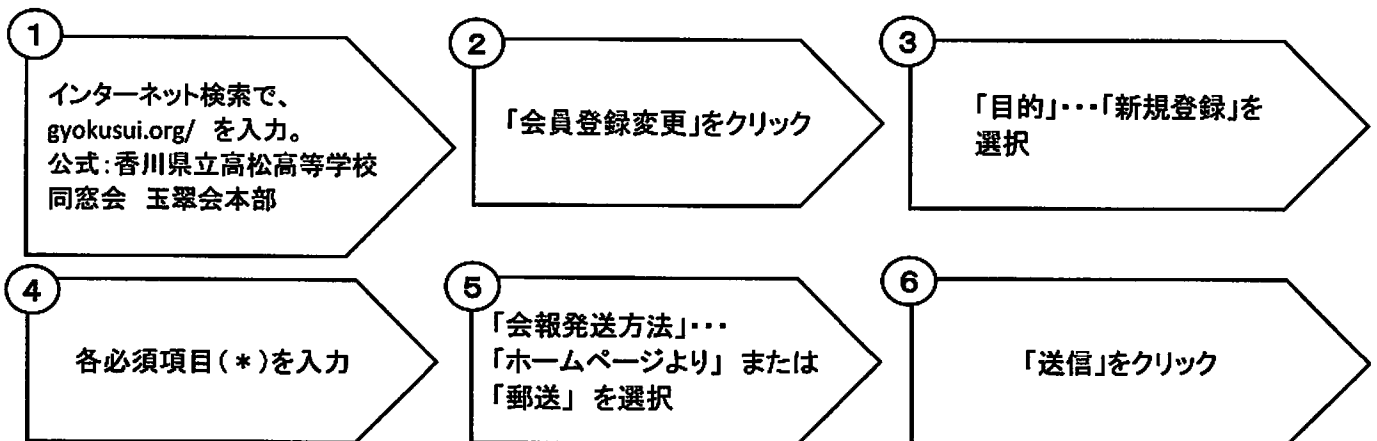 1
インターネット検索で、
gyokusui.org/ を入力。
公式:香川県立高松高等学校
同窓会 玉翠会本部
2
「会員登録変更」をクリック
3
「目的」・・・「新規登録」を
選択
4
各必須項目(*)を入力
5
「会報発送方法」・・・
「ホームページより」 または
「郵送」 を選択
6
「送信」をクリック